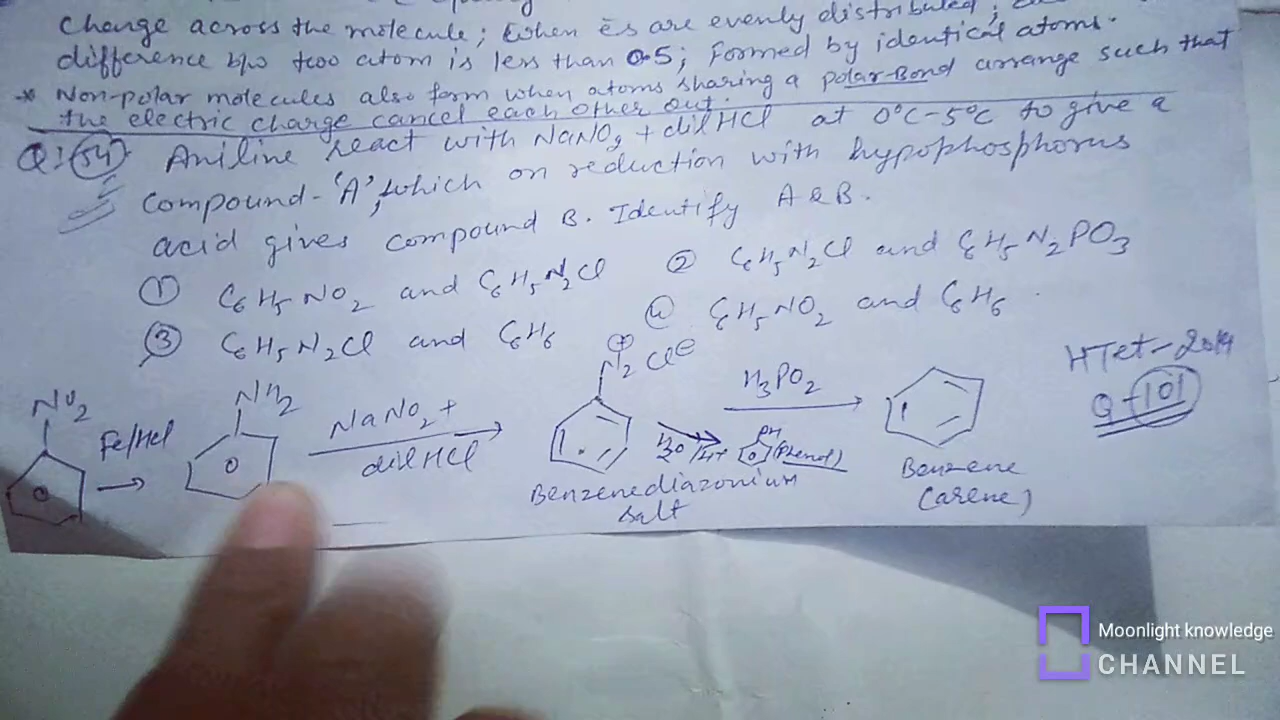 Change across the molecule; When ēs are evenly distributed;
difference b/w two atom is less than 0.5; Formed by identical atoms.
* Non-polar molecules also form when atoms sharing a polar-Bond arrange such that
the electric charge cancel each other out.
Q:(54). Aniline react with NaNO2 + dil HCl at 0°C-5°C to give a
compound-'A', which on reduction with hypophosphorus
acid gives compound B. Identify A & B.
① C6H5NO2 and C6H5N2Cl ② C6H5N2Cl and C6H5N2PO3
③ C6H5N2Cl and C6H6 ④ C6H5NO2 and C6H6.
HTet-2014
Q-101
NO2
Fe/HCl
NH2
NaNO2 +
dil HCl
⊕
N2Cl⊖
H2O/H+
OH
(Phenol)
H3PO2
Benzenediazonium
salt
Benzene
(arene)
Moonlight knowledge
CHANNEL